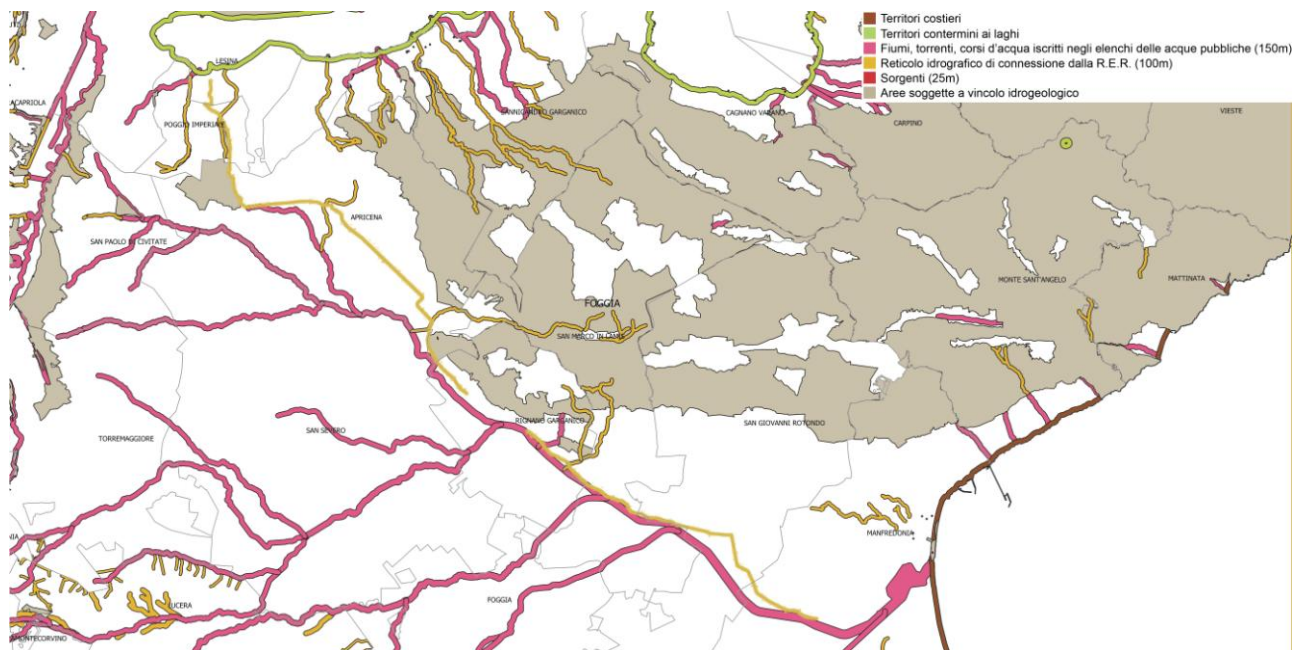 Territori costieri
Territori contermini ai laghi
Fiumi, torrenti, corsi d'acqua iscritti negli elenchi delle acque pubbliche (150m)
Reticolo idrografico di connessione dalla R.E.R. (100m)
Sorgenti (25m)
Aree soggette a vincolo idrogeologico
LESINA
ACAPRIOLA
POGGIO IMPERIALE
SANNICANDRO GARGANICO
CAGNANO VARANO
CARPINO
VIESTE
APRICENA
SAN PAOLO DI CIVITATE
MONTE SANT'ANGELO
MATTINATA
FOGGIA
SAN MARCO IN LAMIS
RIGNANO GARGANICO
SAN GIOVANNI ROTONDO
TORREMAGGIORE
SAN SEVERO
MANFREDONIA
NIA
LUCERA
FOGGIA
AMONTECORVINO